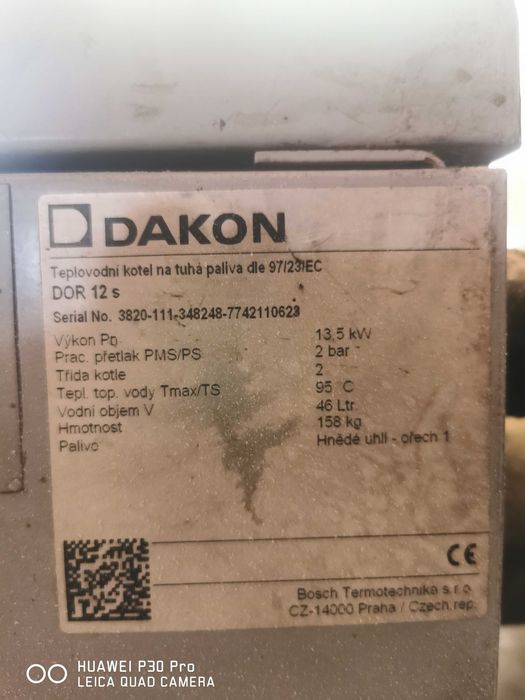 DAKON
Teplovodní kotel na tuhá paliva dle 97/23/EC
DOR 12 s
Serial No. 3820-111-348248-7742110623
Výkon Pn 13,5 kW
Prac. přetlak PMS/PS 2 bar
Třída kotle 2
Tepl. top. vody Tmax/TS 95 C
Vodní objem V 46 Ltr.
Hmotnost 158 kg
Palivo Hnědé uhlí - ořech 1
CE
Bosch Termotechnika s.r.o.
CZ-14000 Praha / Czech.rep.
HUAWEI P30 Pro
LEICA QUAD CAMERA